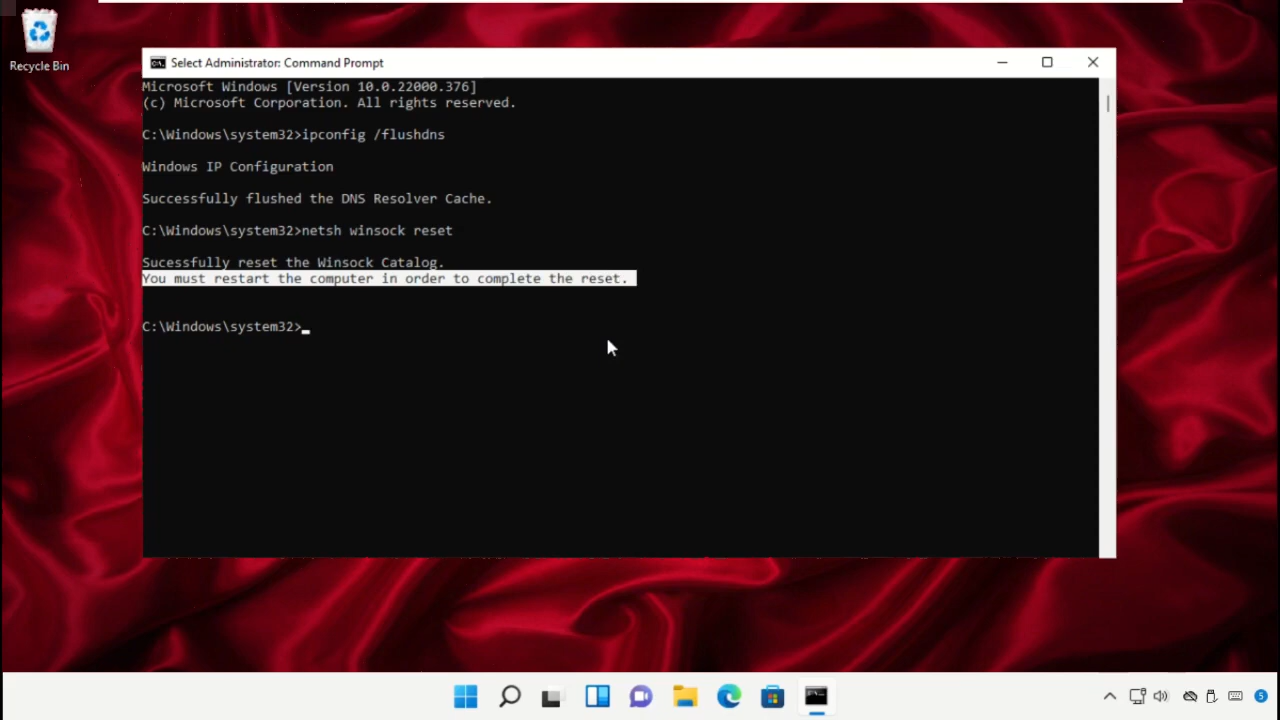 Recycle Bin
Select Administrator: Command Prompt
Microsoft Windows [Version 10.0.22000.376]
(c) Microsoft Corporation. All rights reserved.
C:\Windows\system32>ipconfig /flushdns
Windows IP Configuration
Successfully flushed the DNS Resolver Cache.
C:\Windows\system32>netsh winsock reset
Sucessfully reset the Winsock Catalog.
You must restart the computer in order to complete the reset.
C:\Windows\system32>
5